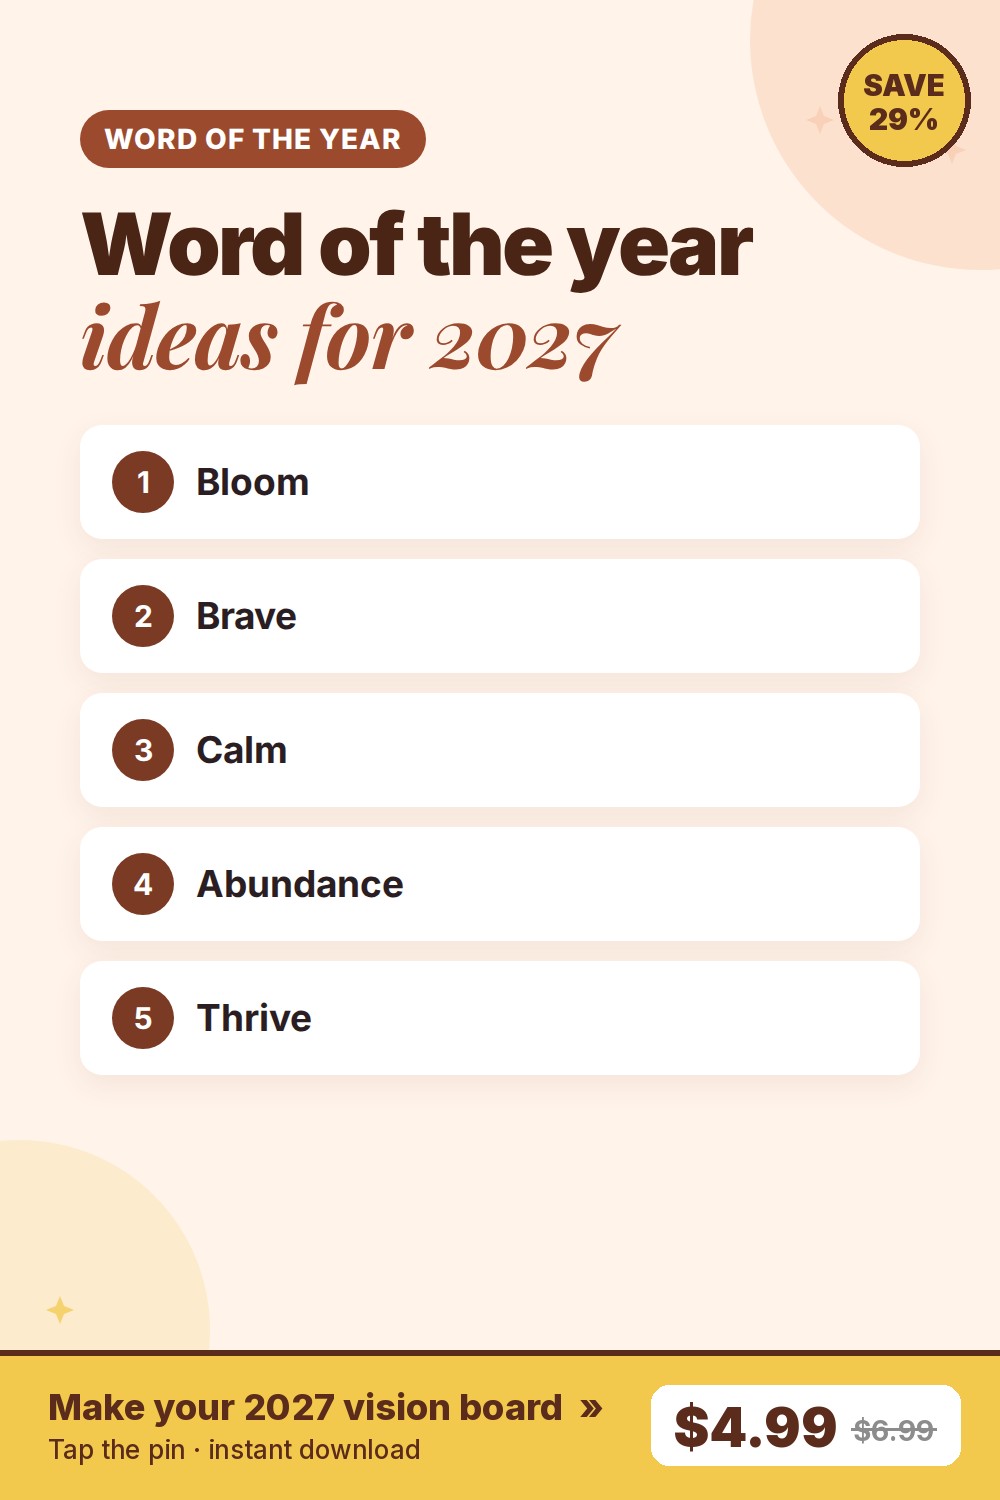 SAVE
29%
WORD OF THE YEAR
Word of the year
ideas for 2027
1 Bloom
2 Brave
3 Calm
4 Abundance
5 Thrive
Make your 2027 vision board »
Tap the pin · instant download
$4.99 $6.99